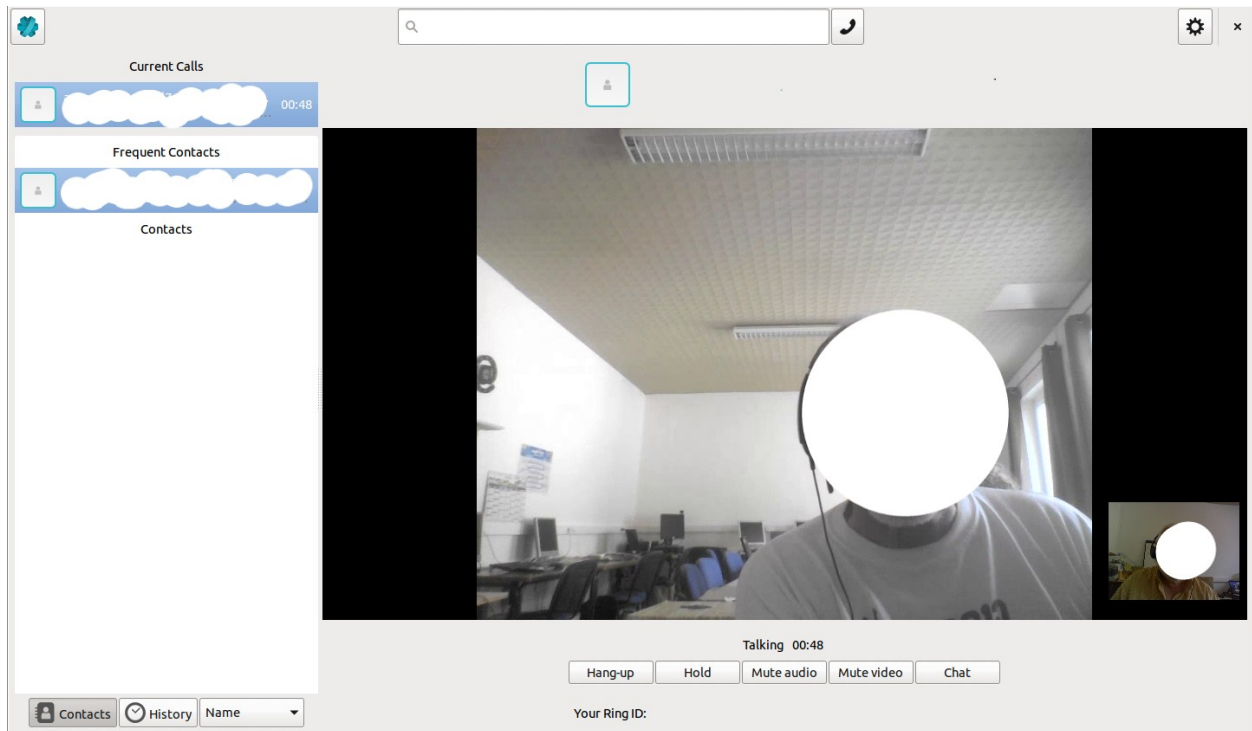 Current Calls
00:48
Frequent Contacts
Contacts
@
Talking 00:48
Hang-up Hold Mute audio Mute video Chat
Contacts History Name
Your Ring ID: